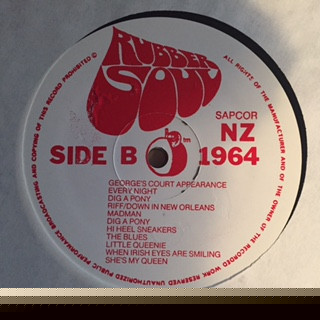 RUBBER
SOUL
SAPCOR
NZ
SIDE B
1964
GEORGE'S COURT APPEARANCE
EVERY NIGHT
DIG A PONY
RIFF/DOWN IN NEW ORLEANS
MADMAN
DIG A PONY
HI HEEL SNEAKERS
THE BLUES
LITTLE QUEENIE
WHEN IRISH EYES ARE SMILING
SHE'S MY QUEEN
ALL RIGHTT OF THE MANUFACTURER AND OF THE OWNER OF THE RECORDED WORK RESERVED UNAUTHORIZED PUBLIC PERFORMANCE BROADCASTING AND COPYING OF THIS RECORD PROHIBITED ©